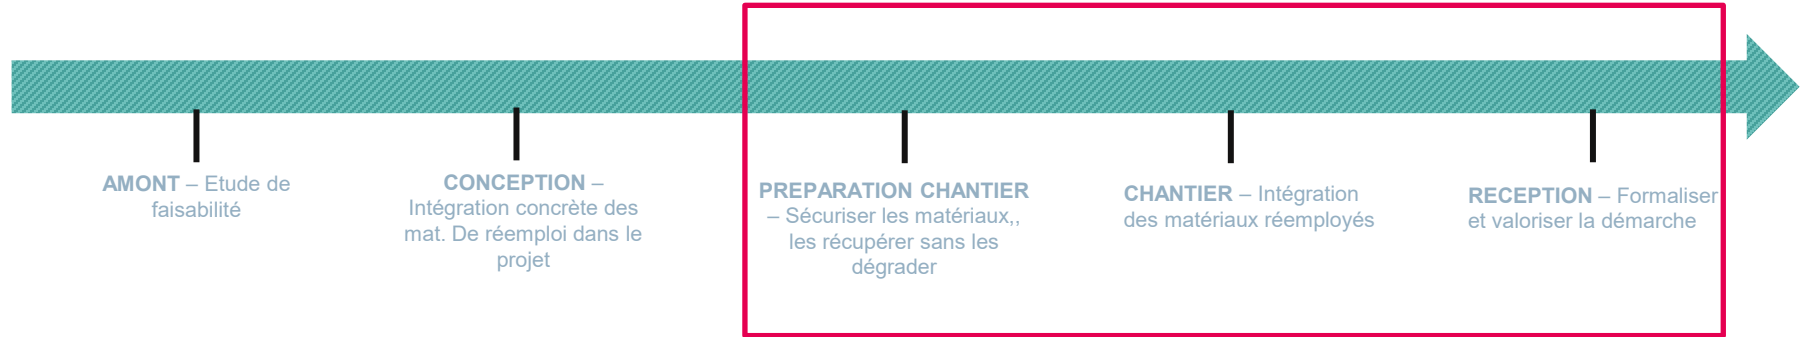 AMONT – Etude de
faisabilité
CONCEPTION –
Intégration concrète des
mat. De réemploi dans le
projet
PREPARATION CHANTIER
– Sécuriser les matériaux,,
les récupérer sans les
dégrader
CHANTIER – Intégration
des matériaux réemployés
RECEPTION – Formaliser
et valoriser la démarche